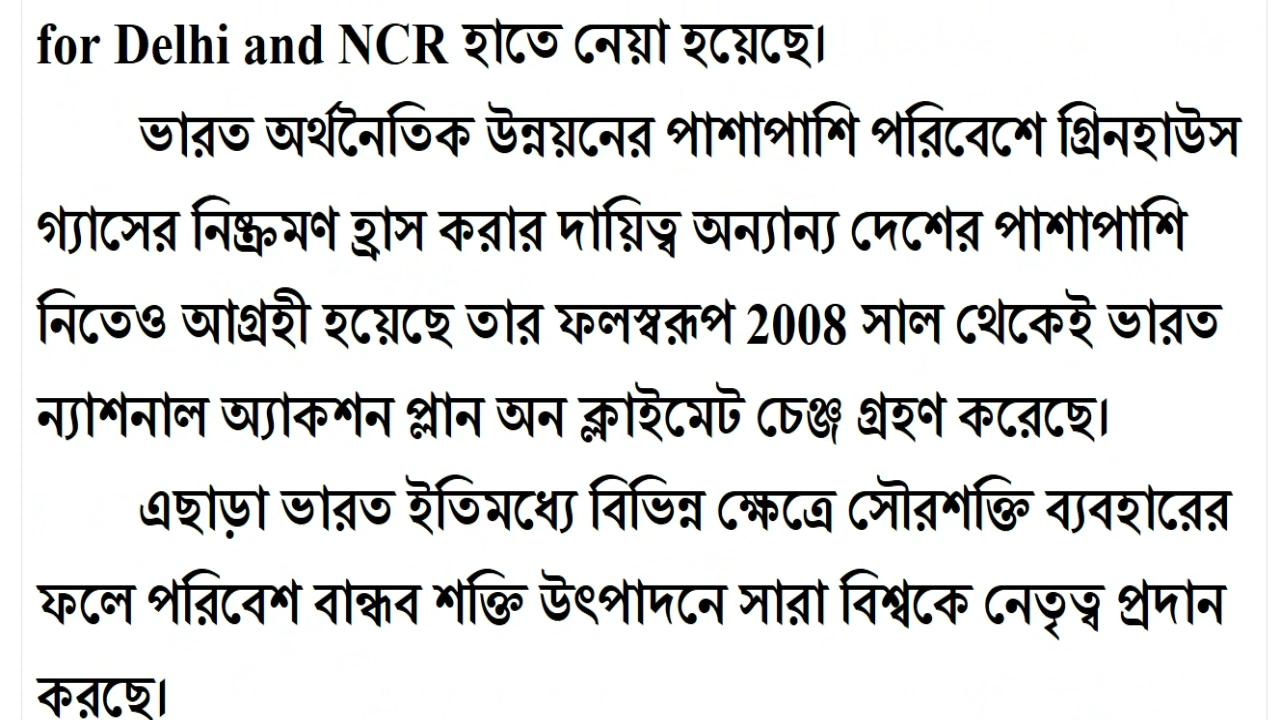 for Delhi and NCR হাতে নেয়া হয়েছে।
ভারত অর্থনৈতিক উন্নয়নের পাশাপাশি পরিবেশে গ্রিনহাউস
গ্যাসের নিষ্ক্রমণ হ্রাস করার দায়িত্ব অন্যান্য দেশের পাশাপাশি
নিতেও আগ্রহী হয়েছে তার ফলস্বরূপ 2008 সাল থেকেই ভারত
ন্যাশনাল অ্যাকশন প্লান অন ক্লাইমেট চেঞ্জ গ্রহণ করেছে।
এছাড়া ভারত ইতিমধ্যে বিভিন্ন ক্ষেত্রে সৌরশক্তি ব্যবহারের
ফলে পরিবেশ বান্ধব শক্তি উৎপাদনে সারা বিশ্বকে নেতৃত্ব প্রদান
করছে।